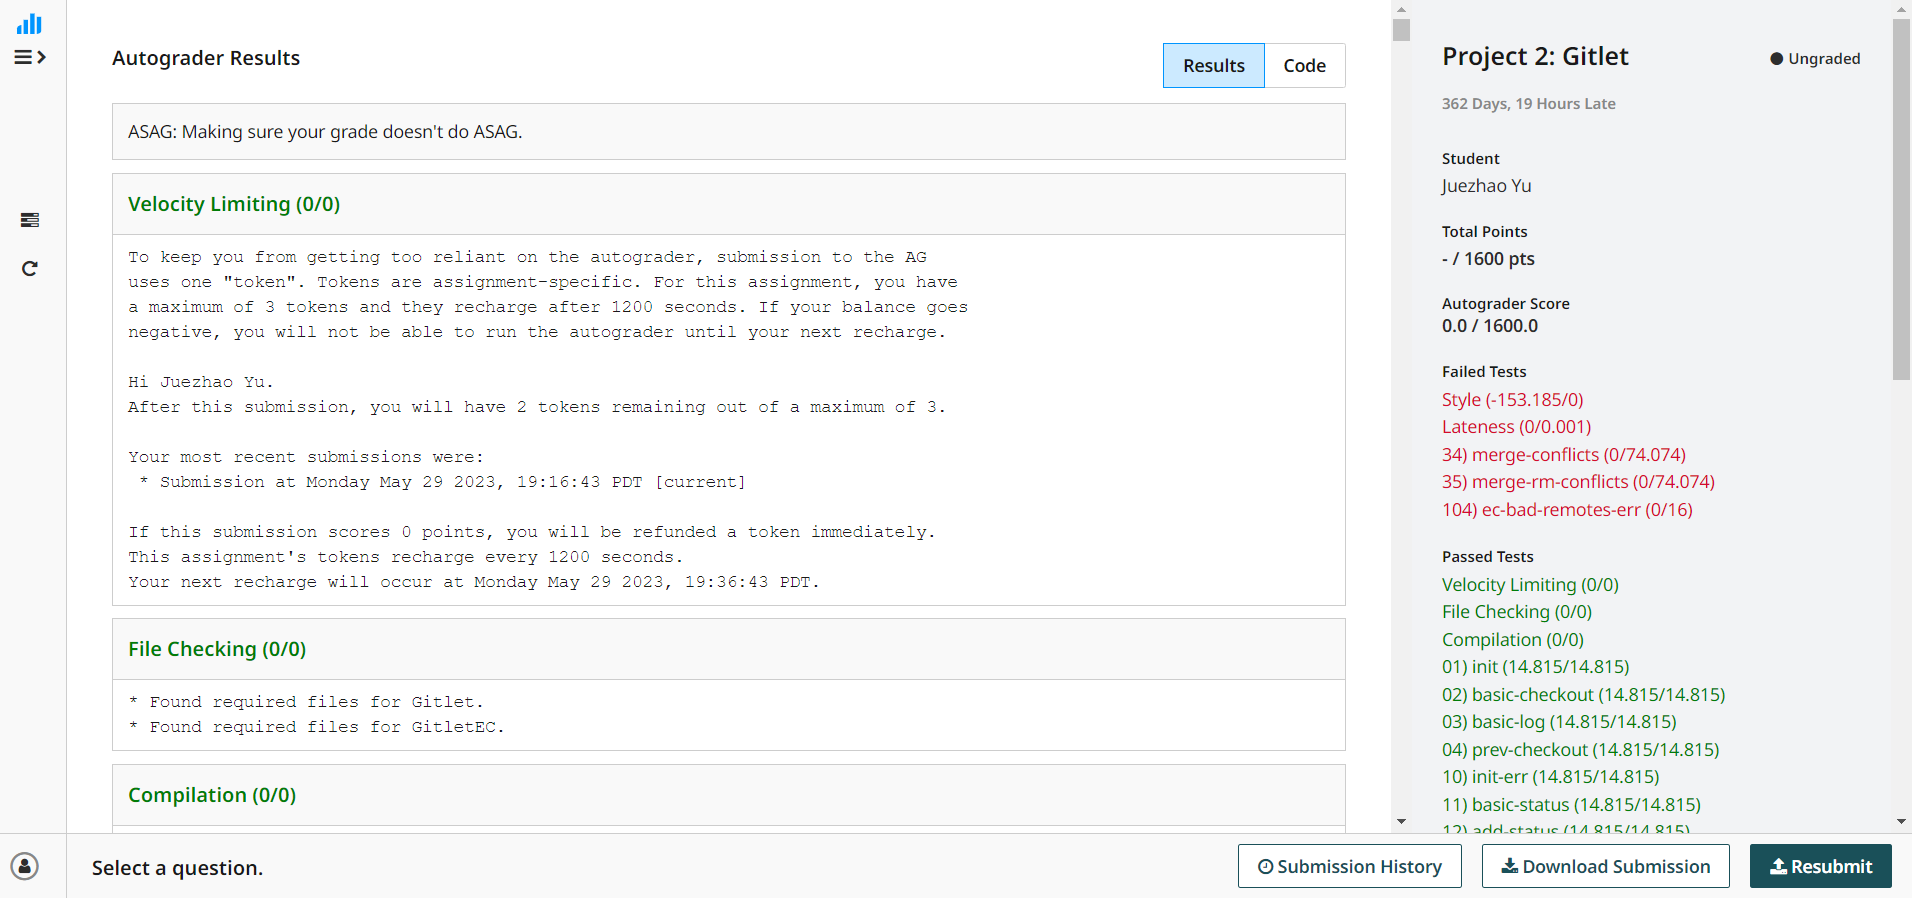 Autograder Results
Results
Code
ASAG: Making sure your grade doesn't do ASAG.
Velocity Limiting (0/0)
To keep you from getting too reliant on the autograder, submission to the AG
uses one "token". Tokens are assignment-specific. For this assignment, you have
a maximum of 3 tokens and they recharge after 1200 seconds. If your balance goes
negative, you will not be able to run the autograder until your next recharge.
Hi Juezhao Yu.
After this submission, you will have 2 tokens remaining out of a maximum of 3.
Your most recent submissions were:
* Submission at Monday May 29 2023, 19:16:43 PDT [current]
If this submission scores 0 points, you will be refunded a token immediately.
This assignment's tokens recharge every 1200 seconds.
Your next recharge will occur at Monday May 29 2023, 19:36:43 PDT.
File Checking (0/0)
* Found required files for Gitlet.
* Found required files for GitletEC.
Compilation (0/0)
Project 2: Gitlet
Ungraded
362 Days, 19 Hours Late
Student
Juezhao Yu
Total Points
- / 1600 pts
Autograder Score
0.0 / 1600.0
Failed Tests
Style (-153.185/0)
Lateness (0/0.001)
34) merge-conflicts (0/74.074)
35) merge-rm-conflicts (0/74.074)
104) ec-bad-remotes-err (0/16)
Passed Tests
Velocity Limiting (0/0)
File Checking (0/0)
Compilation (0/0)
01) init (14.815/14.815)
02) basic-checkout (14.815/14.815)
03) basic-log (14.815/14.815)
04) prev-checkout (14.815/14.815)
10) init-err (14.815/14.815)
11) basic-status (14.815/14.815)
12) add-status (14.815/14.815)
Select a question.
Submission History
Download Submission
Resubmit